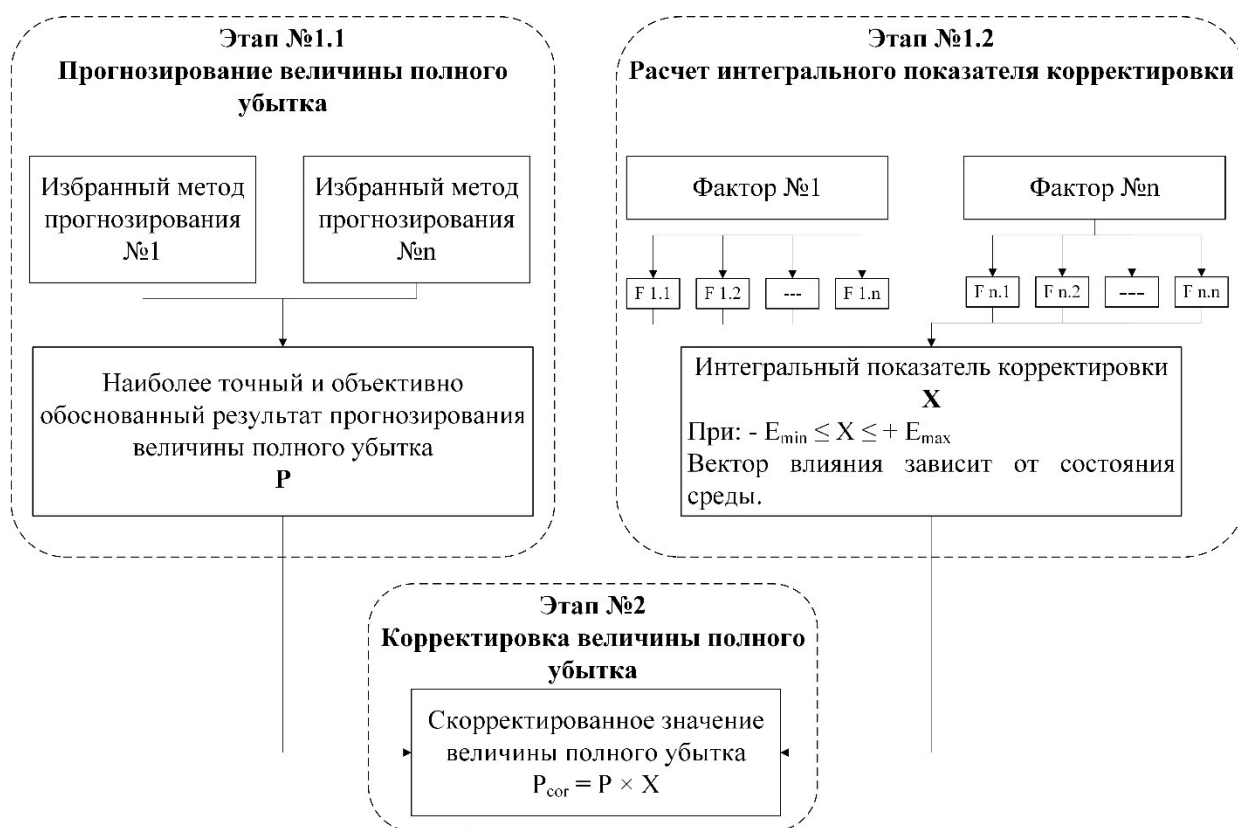 Этап №1.1
Прогнозирование величины полного
убытка
Избранный метод
прогнозирования
№1
Избранный метод
прогнозирования
№n
Наиболее точный и объективно
обоснованный результат прогнозирования
величины полного убытка
P
Этап №1.2
Расчет интегрального показателя корректировки
Фактор №1
Фактор №n
F 1.1
F 1.2
---
F 1.n
F n.1
F n.2
---
F n.n
Интегральный показатель корректировки
X
При: - Emin ≤ X ≤ + Emax
Вектор влияния зависит от состояния
среды.
Этап №2
Корректировка величины полного
убытка
Скорректированное значение
величины полного убытка
Pcor = P × X